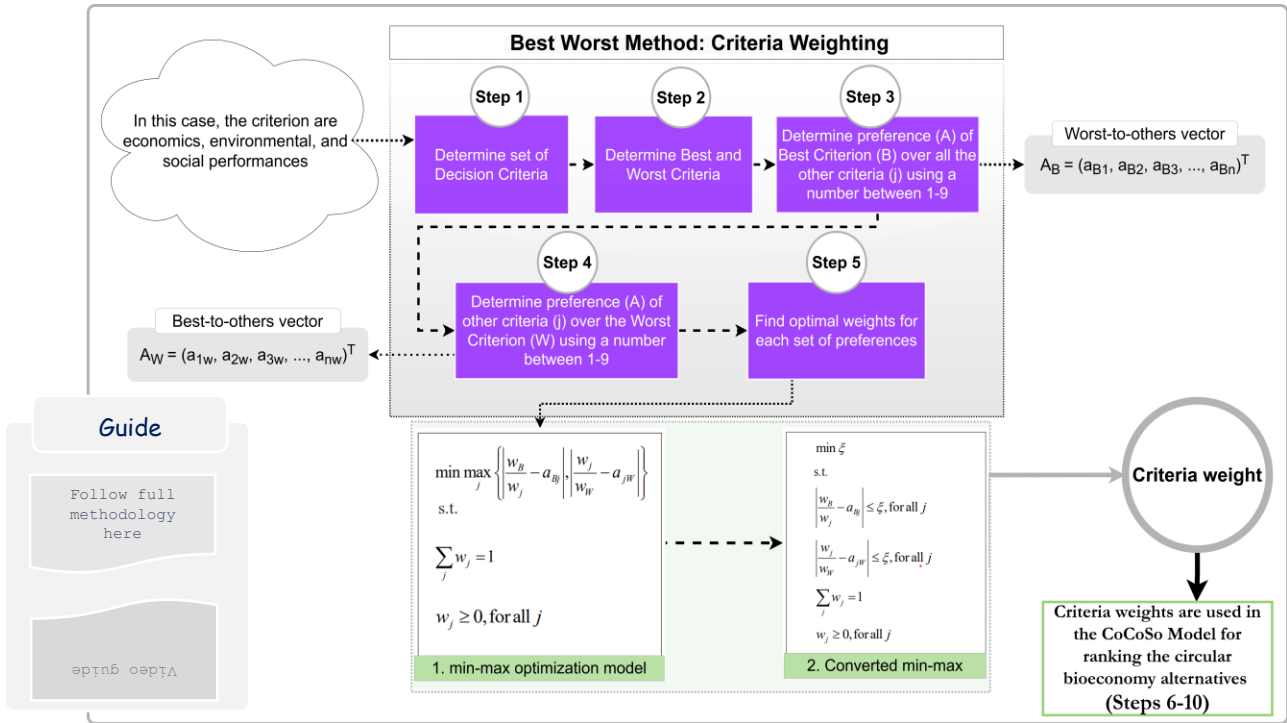 Best Worst Method: Criteria Weighting
In this case, the criterion are
economics, environmental, and
social performances
Step 1
Determine set of
Decision Criteria
Step 2
Determine Best and
Worst Criteria
Step 3
Determine preference (A) of
Best Criterion (B) over all the
other criteria (j) using a
number between 1-9
Worst-to-others vector
A_B = (a_B1, a_B2, a_B3, ..., a_Bn)^T
Step 4
Determine preference (A) of
other criteria (j) over the Worst
Criterion (W) using a number
between 1-9
Step 5
Find optimal weights for
each set of preferences
Best-to-others vector
A_W = (a_1w, a_2w, a_3w, ..., a_nw)^T
Guide
Follow full
methodology
here
Video guide
min max_j {|w_B/w_j − a_Bj|, |w_j/w_W − a_jW|}
s.t.
∑_j w_j = 1
w_j ≥ 0, for all j
1. min-max optimization model
min ξ
s.t.
|w_B/w_j − a_Bj| ≤ ξ, for all j
|w_j/w_W − a_jW| ≤ ξ, for all j
∑_j w_j = 1
w_j ≥ 0, for all j
2. Converted min-max
Criteria weight
Criteria weights are used in
the CoCoSo Model for
ranking the circular
bioeconomy alternatives
(Steps 6-10)